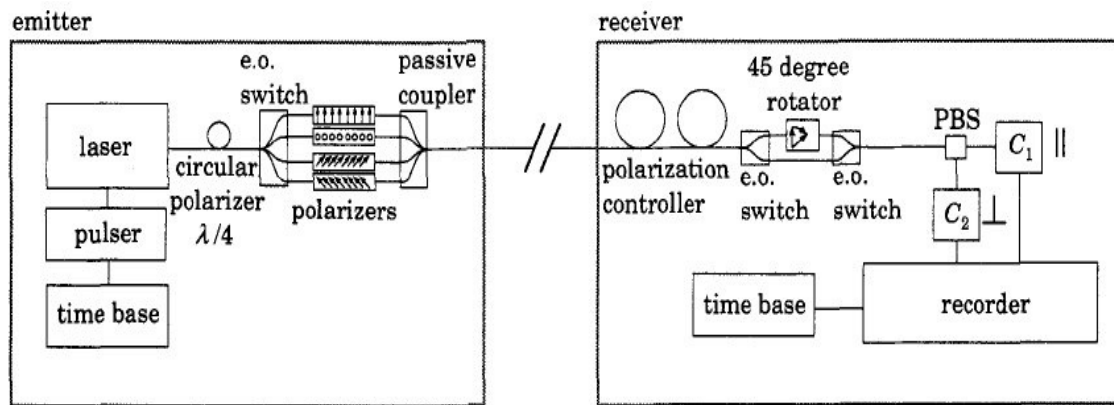 emitter
receiver
e.o.
switch
passive
coupler
laser
circular
polarizer
λ/4
polarizers
pulser
time base
45 degree
rotator
PBS
C₁
||
polarization
controller
e.o.
switch
e.o.
switch
C₂
⊥
time base
recorder